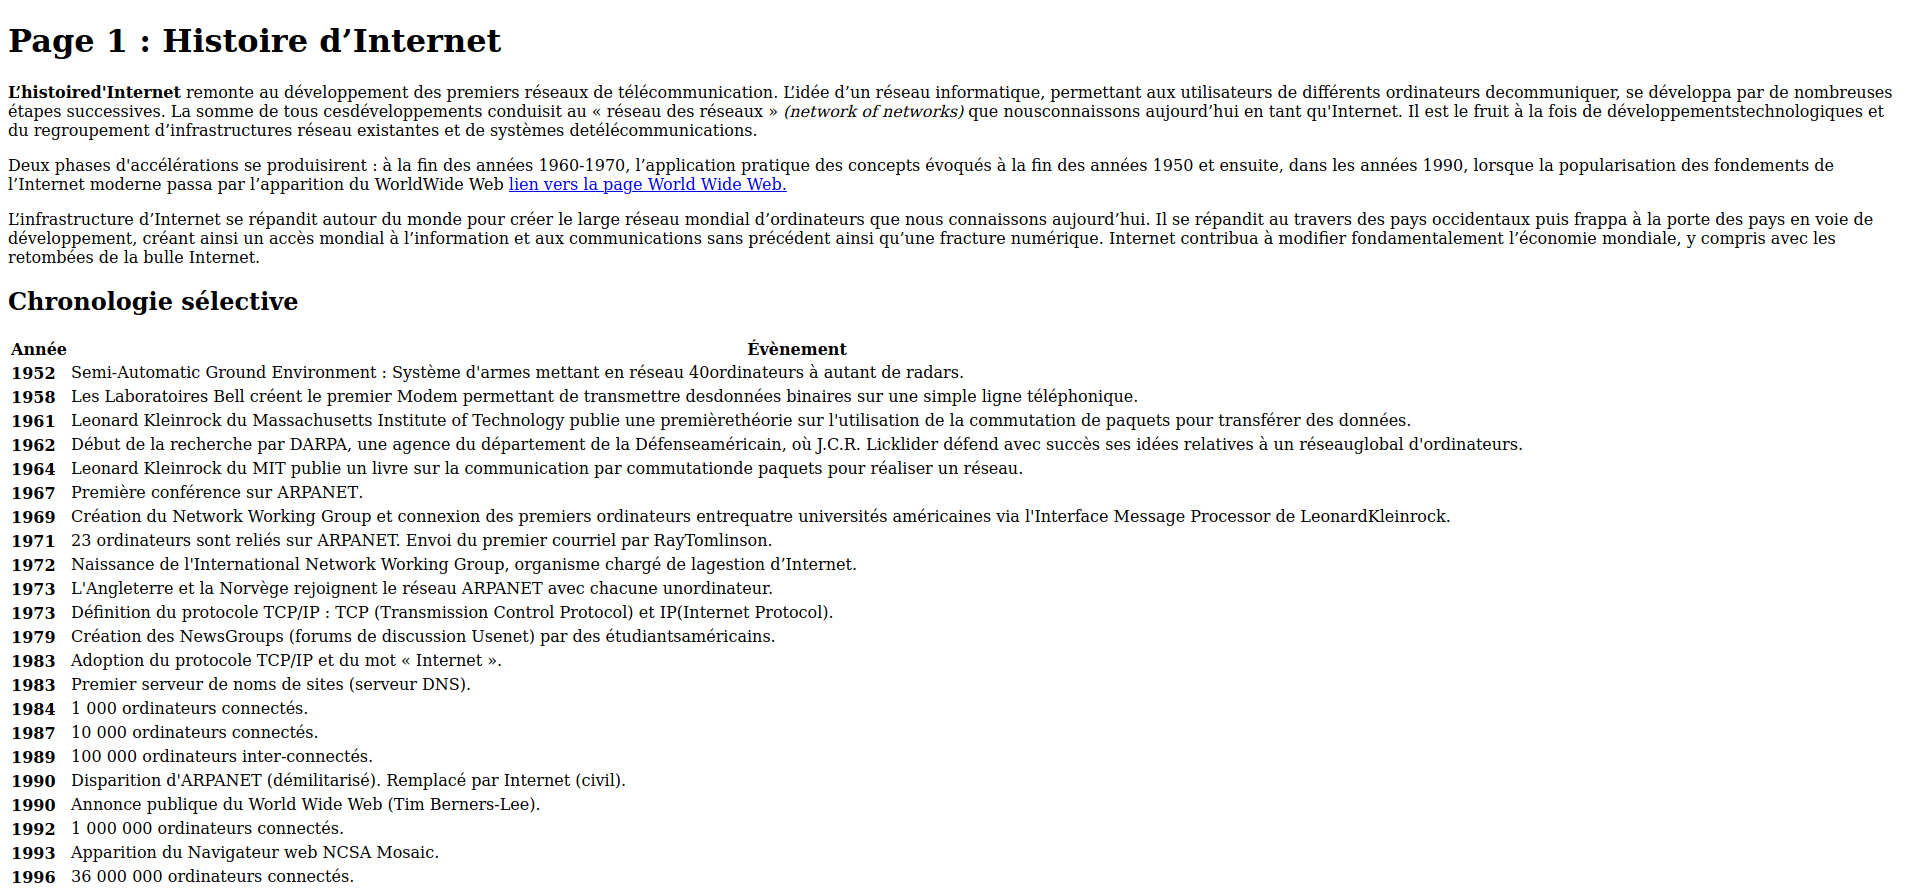 Page 1 : Histoire d’Internet
L’histoired'Internet remonte au développement des premiers réseaux de télécommunication. L’idée d’un réseau informatique, permettant aux utilisateurs de différents ordinateurs decommuniquer, se développa par de nombreuses
étapes successives. La somme de tous cesdéveloppements conduisit au « réseau des réseaux » (network of networks) que nousconnaissons aujourd’hui en tant qu'Internet. Il est le fruit à la fois de développementstechnologiques et
du regroupement d’infrastructures réseau existantes et de systèmes detélécommunications.
Deux phases d'accélérations se produisirent : à la fin des années 1960-1970, l’application pratique des concepts évoqués à la fin des années 1950 et ensuite, dans les années 1990, lorsque la popularisation des fondements de
l’Internet moderne passa par l’apparition du WorldWide Web lien vers la page World Wide Web.
L’infrastructure d’Internet se répandit autour du monde pour créer le large réseau mondial d’ordinateurs que nous connaissons aujourd’hui. Il se répandit au travers des pays occidentaux puis frappa à la porte des pays en voie de
développement, créant ainsi un accès mondial à l’information et aux communications sans précédent ainsi qu’une fracture numérique. Internet contribua à modifier fondamentalement l’économie mondiale, y compris avec les
retombées de la bulle Internet.
Chronologie sélective
Année Évènement
1952 Semi-Automatic Ground Environment : Système d'armes mettant en réseau 40ordinateurs à autant de radars.
1958 Les Laboratoires Bell créent le premier Modem permettant de transmettre desdonnées binaires sur une simple ligne téléphonique.
1961 Leonard Kleinrock du Massachusetts Institute of Technology publie une premièrethéorie sur l'utilisation de la commutation de paquets pour transférer des données.
1962 Début de la recherche par DARPA, une agence du département de la Défenseaméricain, où J.C.R. Licklider défend avec succès ses idées relatives à un réseauglobal d'ordinateurs.
1964 Leonard Kleinrock du MIT publie un livre sur la communication par commutationde paquets pour réaliser un réseau.
1967 Première conférence sur ARPANET.
1969 Création du Network Working Group et connexion des premiers ordinateurs entrequatre universités américaines via l'Interface Message Processor de LeonardKleinrock.
1971 23 ordinateurs sont reliés sur ARPANET. Envoi du premier courriel par RayTomlinson.
1972 Naissance de l'International Network Working Group, organisme chargé de lagestion d’Internet.
1973 L'Angleterre et la Norvège rejoignent le réseau ARPANET avec chacune unordinateur.
1973 Définition du protocole TCP/IP : TCP (Transmission Control Protocol) et IP(Internet Protocol).
1979 Création des NewsGroups (forums de discussion Usenet) par des étudiantsaméricains.
1983 Adoption du protocole TCP/IP et du mot « Internet ».
1983 Premier serveur de noms de sites (serveur DNS).
1984 1 000 ordinateurs connectés.
1987 10 000 ordinateurs connectés.
1989 100 000 ordinateurs inter-connectés.
1990 Disparition d'ARPANET (démilitarisé). Remplacé par Internet (civil).
1990 Annonce publique du World Wide Web (Tim Berners-Lee).
1992 1 000 000 ordinateurs connectés.
1993 Apparition du Navigateur web NCSA Mosaic.
1996 36 000 000 ordinateurs connectés.